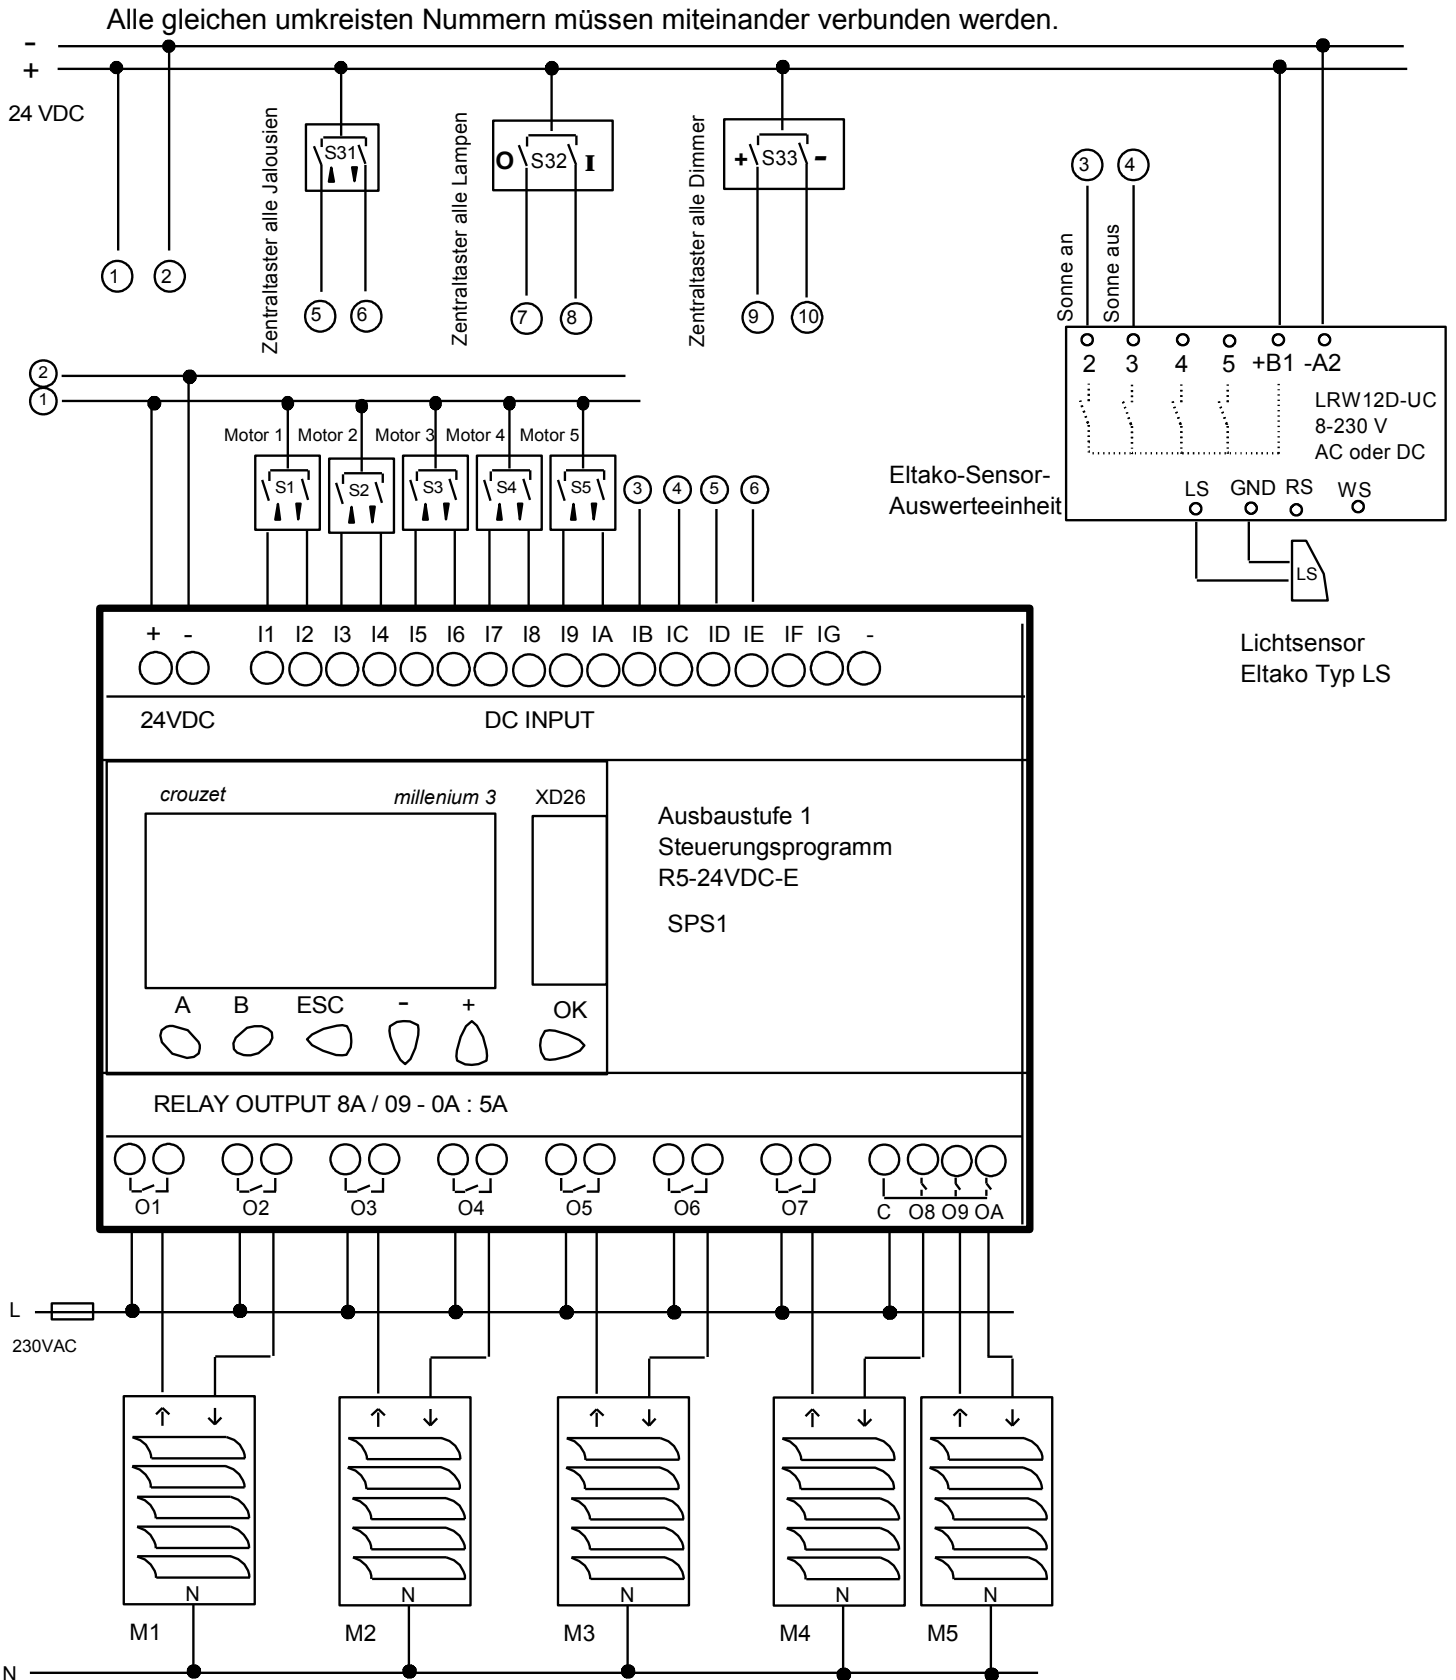 Alle gleichen umkreisten Nummern müssen miteinander verbunden werden.
-
+
24 VDC
Zentraltaster alle Jalousien
S31
Zentraltaster alle Lampen
O S32 I
Zentraltaster alle Dimmer
+ S33 -
1 2
5 6
7 8
9 10
3 4
Sonne an
Sonne aus
2 3 4 5 +B1 -A2
LRW12D-UC
8-230 V
AC oder DC
LS GND RS WS
Eltako-Sensor-
Auswerteeinheit
LS
Lichtsensor
Eltako Typ LS
2
1
Motor 1 Motor 2 Motor 3 Motor 4 Motor 5
S1 S2 S3 S4 S5 3 4 5 6
+ - I1 I2 I3 I4 I5 I6 I7 I8 I9 IA IB IC ID IE IF IG -
24VDC DC INPUT
crouzet millenium 3 XD26
Ausbaustufe 1
Steuerungsprogramm
R5-24VDC-E
SPS1
A B ESC - + OK
RELAY OUTPUT 8A / 09 - 0A : 5A
O1 O2 O3 O4 O5 O6 O7 C O8 O9 OA
L
230VAC
N N N N N
M1 M2 M3 M4 M5
N